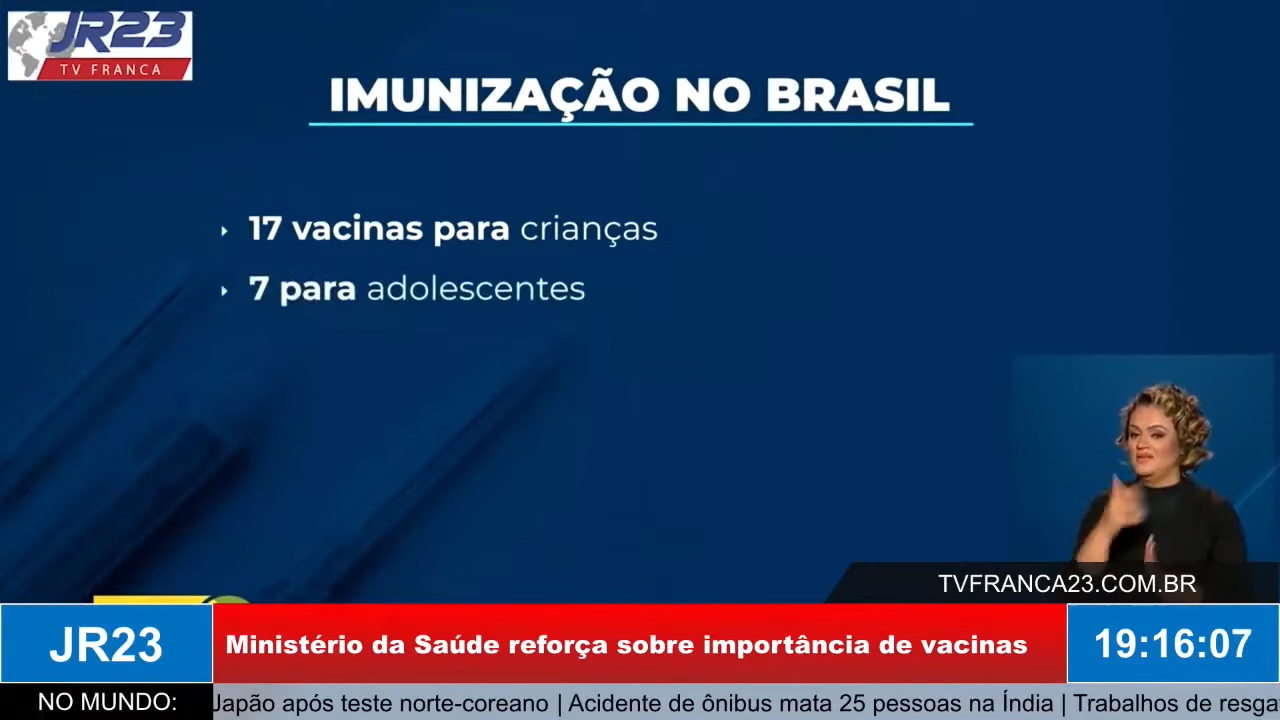 JR23
TV FRANCA
IMUNIZAÇÃO NO BRASIL
17 vacinas para crianças
7 para adolescentes
TVFRANCA23.COM.BR
JR23
Ministério da Saúde reforça sobre importância de vacinas
19:16:07
NO MUNDO:
Japão após teste norte-coreano | Acidente de ônibus mata 25 pessoas na Índia | Trabalhos de resga